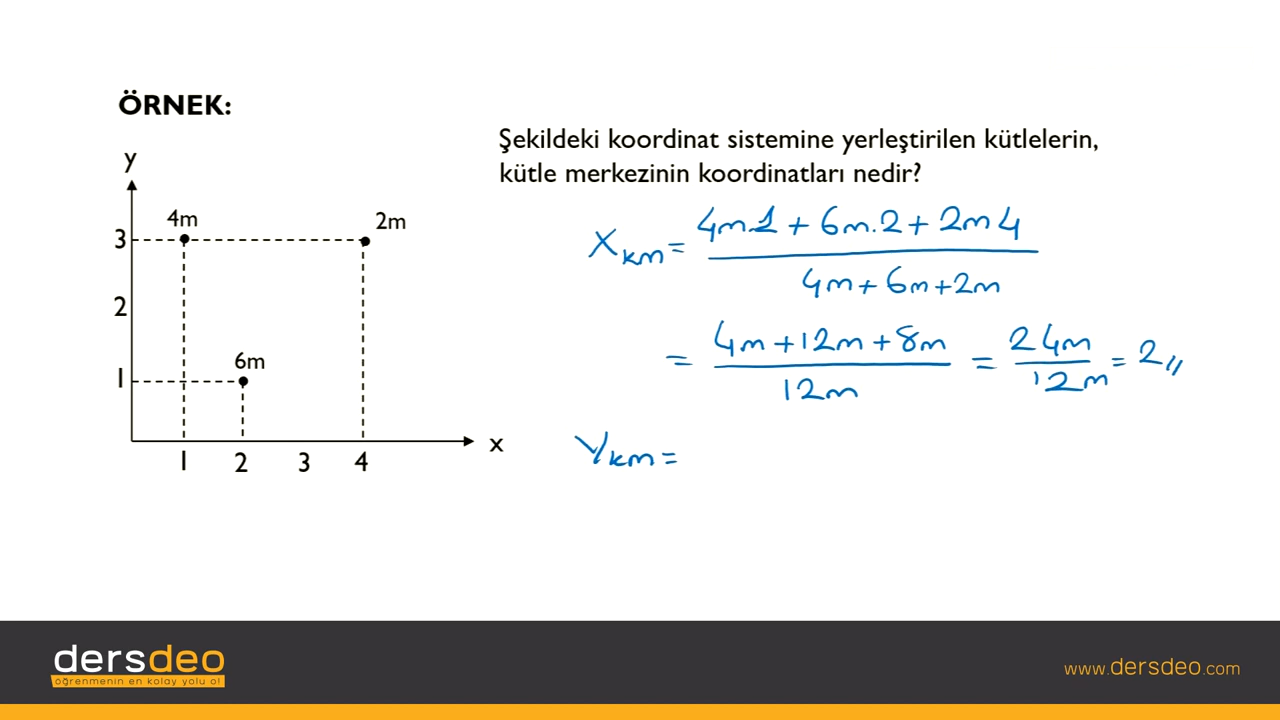 ÖRNEK:
Şekildeki koordinat sistemine yerleştirilen kütlelerin,
kütle merkezinin koordinatları nedir?
y
4m
2m
3
2
6m
1
x
1 2 3 4
Xkm = 4m.1 + 6m.2 + 2m 4
4m + 6m + 2m
= 4m + 12m + 8m = 24m = 2,,
12m 12m
Ykm =
dersdeo
öğrenmenin en kolay yolu o!
www.dersdeo.com